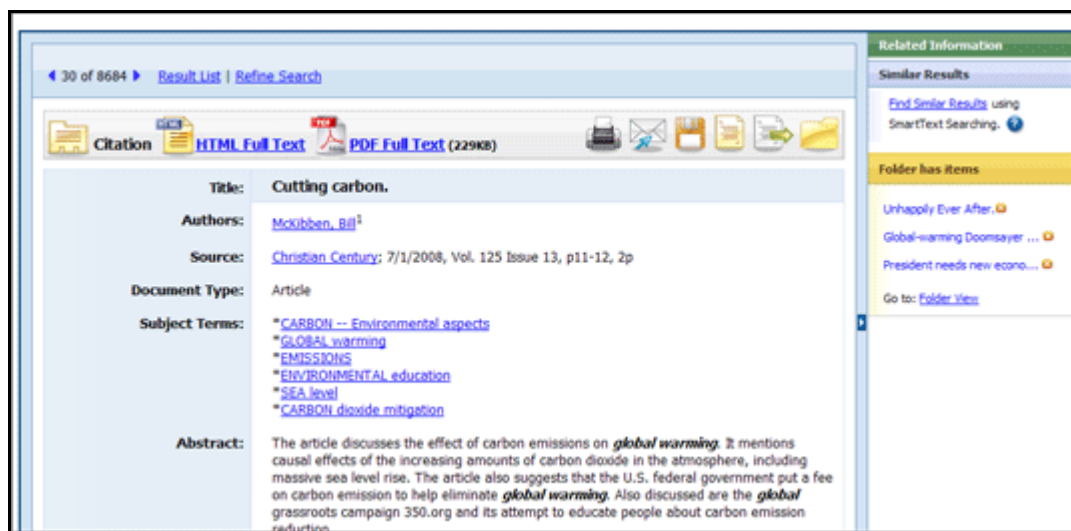 Related Information
30 of 8684 Result List | Refine Search
Similar Results
Find Similar Results using
SmartText Searching.
Citation HTML Full Text PDF Full Text (229KB)
Folder has items
Title: Cutting carbon.
Authors: McKibben, Bill1
Unhappily Ever After.
Global-warming Doomsayer ...
Source: Christian Century; 7/1/2008, Vol. 125 Issue 13, p11-12, 2p
President needs new econo....
Document Type: Article
Go to: Folder View
Subject Terms: *CARBON -- Environmental aspects
*GLOBAL warming
*EMISSIONS
*ENVIRONMENTAL education
*SEA level
*CARBON dioxide mitigation
Abstract: The article discusses the effect of carbon emissions on global warming. It mentions
causal effects of the increasing amounts of carbon dioxide in the atmosphere, including
massive sea level rise. The article also suggests that the U.S. federal government put a fee
on carbon emission to help eliminate global warming. Also discussed are the global
grassroots campaign 350.org and its attempt to educate people about carbon emission
reduction.